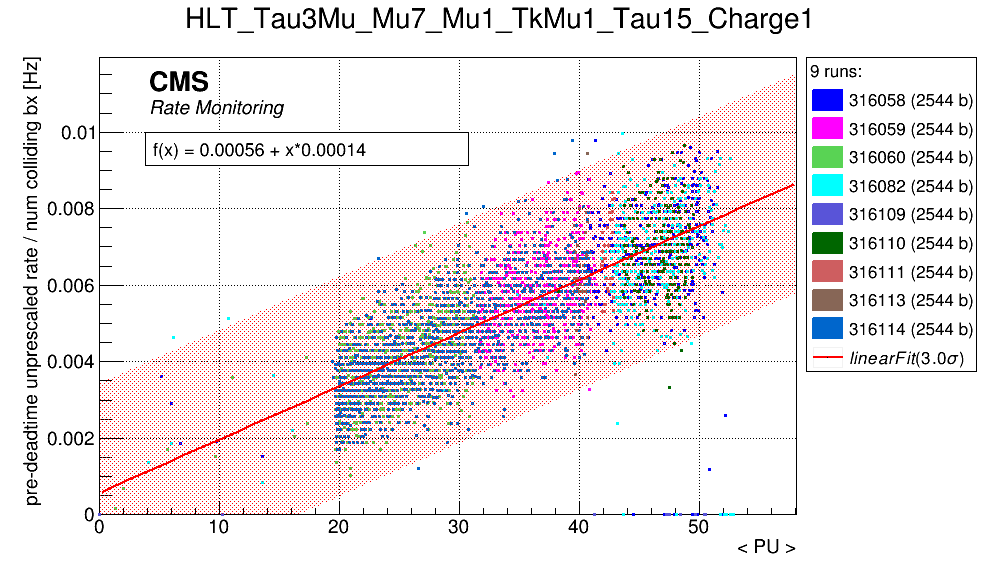 HLT_Tau3Mu_Mu7_Mu1_TkMu1_Tau15_Charge1
pre-deadtime unprescaled rate / num colliding bx [Hz]
CMS
Rate Monitoring
f(x) = 0.00056 + x*0.00014
0.01
0.008
0.006
0.004
0.002
0
0
10
20
30
40
50
< PU >
9 runs:
316058 (2544 b)
316059 (2544 b)
316060 (2544 b)
316082 (2544 b)
316109 (2544 b)
316110 (2544 b)
316111 (2544 b)
316113 (2544 b)
316114 (2544 b)
linearFit(3.0σ)